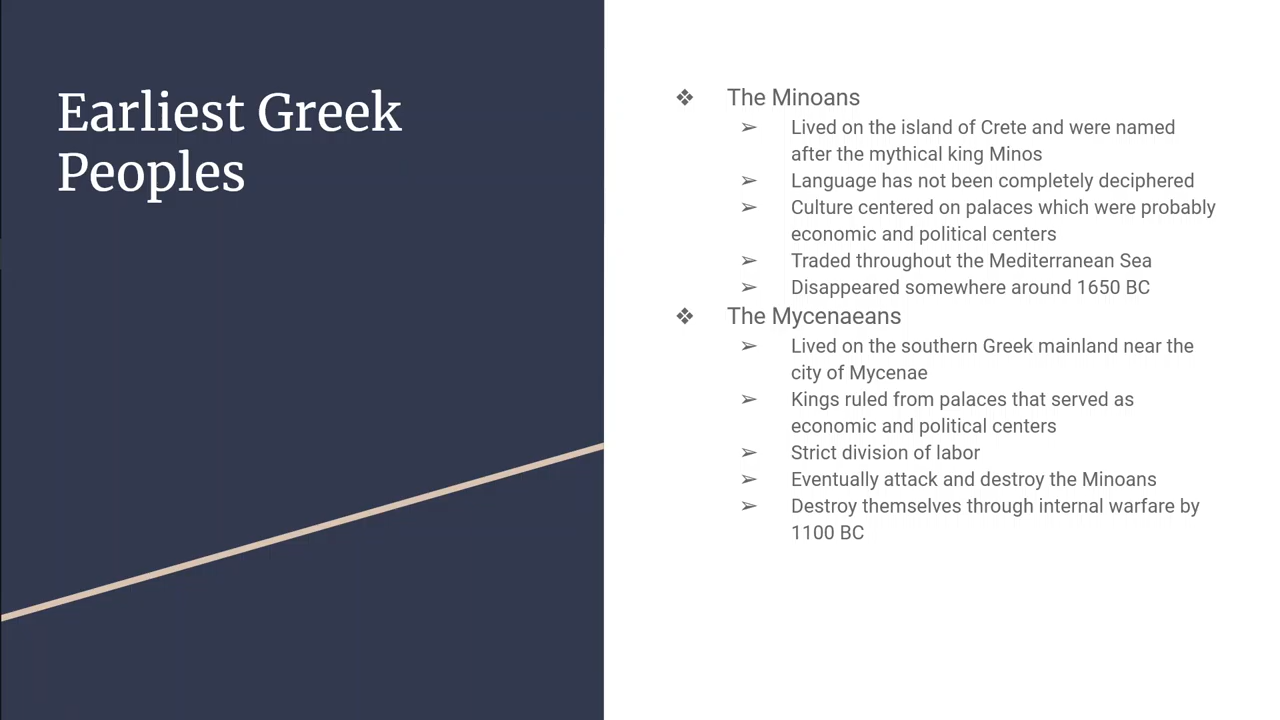 Earliest Greek
Peoples
❖ The Minoans
➢ Lived on the island of Crete and were named
after the mythical king Minos
➢ Language has not been completely deciphered
➢ Culture centered on palaces which were probably
economic and political centers
➢ Traded throughout the Mediterranean Sea
➢ Disappeared somewhere around 1650 BC
❖ The Mycenaeans
➢ Lived on the southern Greek mainland near the
city of Mycenae
➢ Kings ruled from palaces that served as
economic and political centers
➢ Strict division of labor
➢ Eventually attack and destroy the Minoans
➢ Destroy themselves through internal warfare by
1100 BC